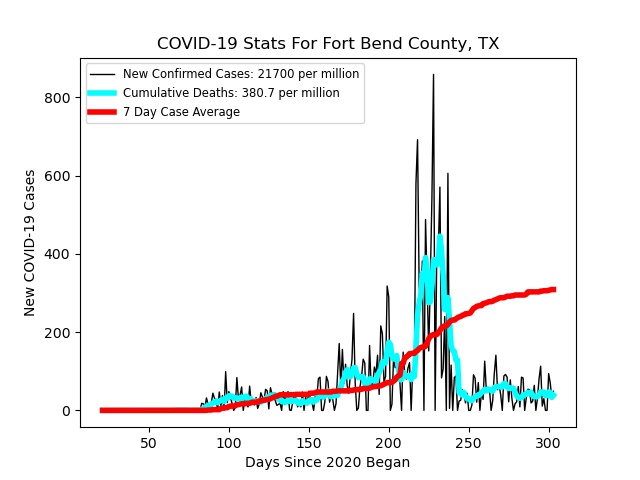 COVID-19 Stats For Fort Bend County, TX
New Confirmed Cases: 21700 per million
Cumulative Deaths: 380.7 per million
7 Day Case Average
New COVID-19 Cases
800
600
400
200
0
50 100 150 200 250 300
Days Since 2020 Began